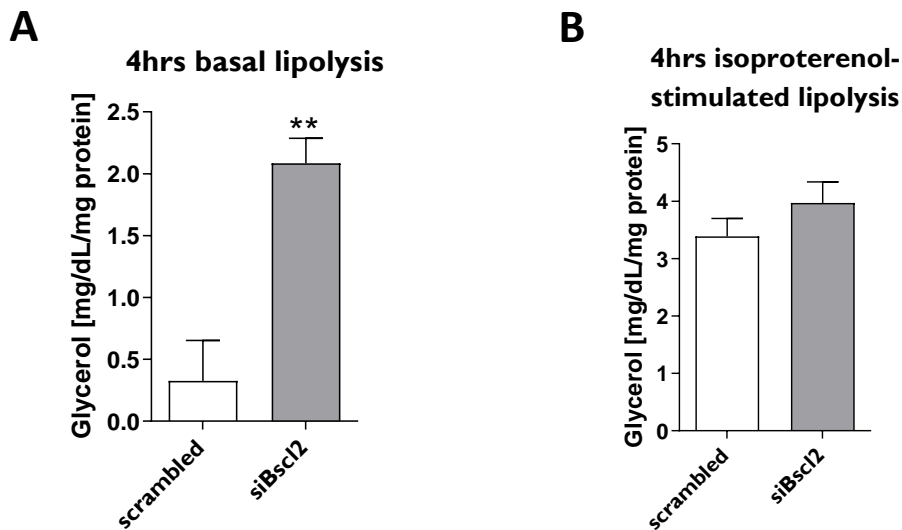 A
4hrs basal lipolysis
Glycerol [mg/dL/mg protein]
2.5
2.0
1.5
1.0
0.5
0.0
**
scrambled
siBscl2
B
4hrs isoproterenol-
stimulated lipolysis
Glycerol [mg/dL/mg protein]
5
4
3
2
1
0
scrambled
siBscl2